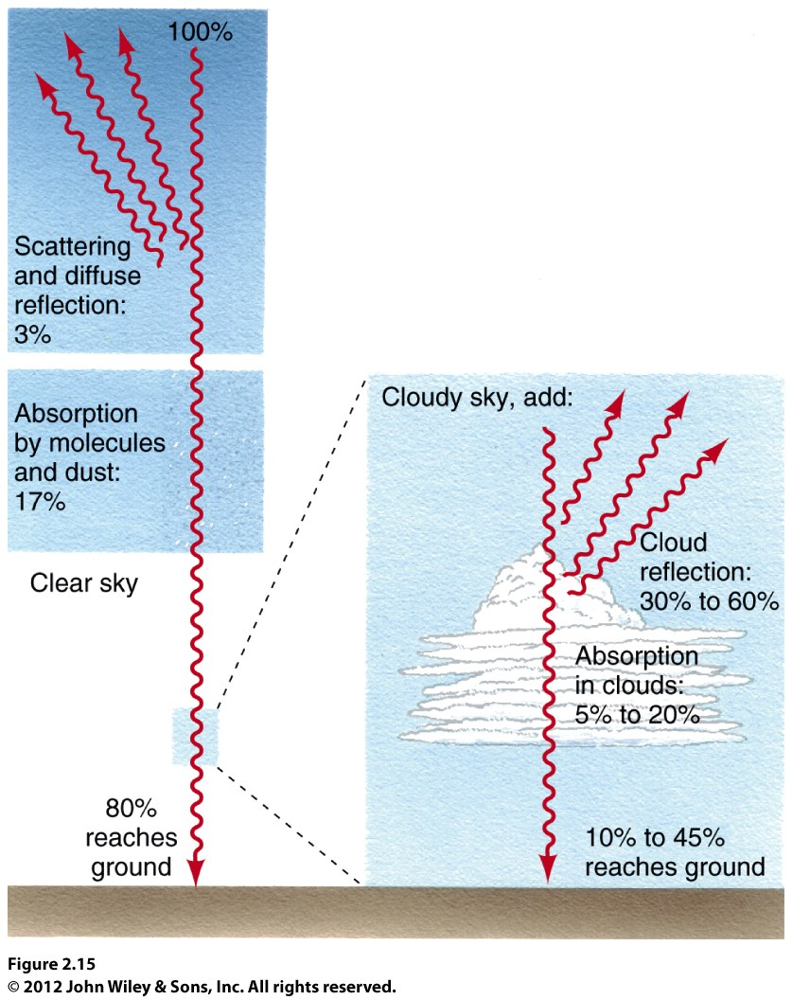 100%
Scattering
and diffuse
reflection:
3%
Absorption
by molecules
and dust:
17%
Clear sky
80%
reaches
ground
Cloudy sky, add:
Cloud
reflection:
30% to 60%
Absorption
in clouds:
5% to 20%
10% to 45%
reaches ground
Figure 2.15
© 2012 John Wiley & Sons, Inc. All rights reserved.